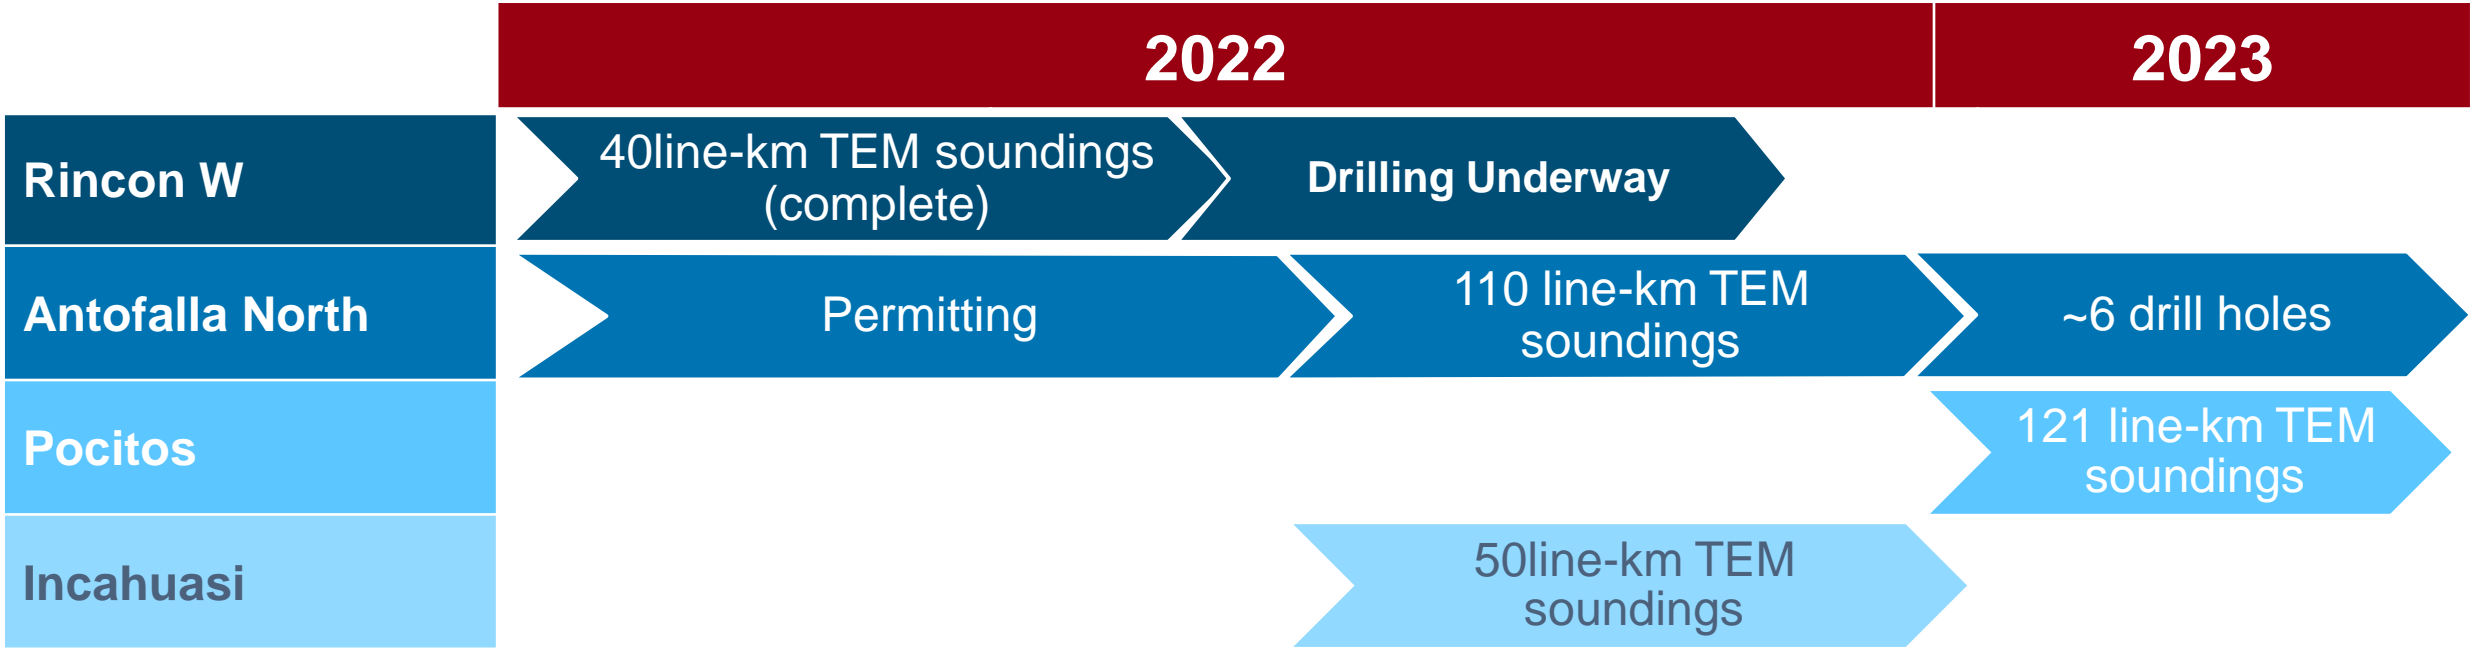 2022
2023
Rincon W
40line-km TEM soundings
(complete)
Drilling Underway
Antofalla North
Permitting
110 line-km TEM
soundings
~6 drill holes
Pocitos
121 line-km TEM
soundings
Incahuasi
50line-km TEM
soundings